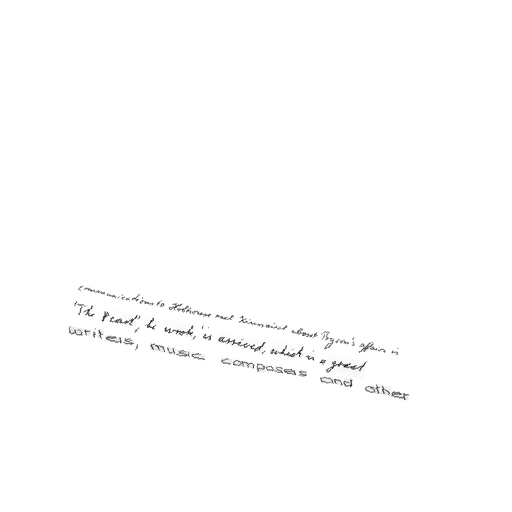 communications to Hobhouse and Kinnaird about Byron's affairs is
"The Feast", he wrote, 'is arrived, which is a great
writers, music composers and other